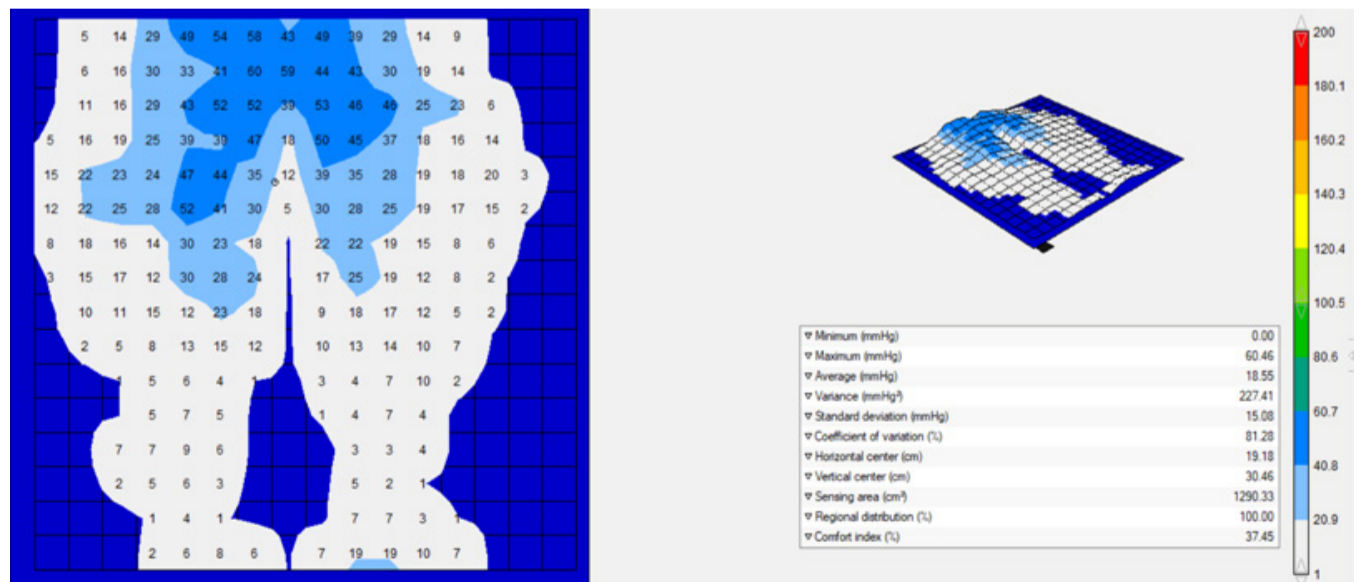 5 14 29 49 54 58 43 49 39 29 14 9
6 16 30 33 41 60 59 44 43 30 19 14
11 16 29 43 52 52 39 53 46 46 25 23 6
5 16 19 25 39 30 47 18 50 45 37 18 16 14
15 22 23 24 47 44 35 12 39 35 28 19 18 20 3
12 22 25 28 52 41 30 5 30 28 25 19 17 15 2
8 18 16 14 30 23 18 22 22 19 15 8 6
3 15 17 12 30 28 24 17 25 19 12 8 2
10 11 15 12 23 18 9 18 17 12 5 2
2 5 8 13 15 12 10 13 14 10 7
1 5 6 4 1 3 4 7 10 2
5 7 5 1 4 7 4
7 7 9 6 3 3 4
2 5 6 3 5 2 1
1 4 1 7 7 3 1
2 6 8 6 7 19 19 10 7
Minimum (mmHg) 0.00
Maximum (mmHg) 60.46
Average (mmHg) 18.55
Variance (mmHg²) 227.41
Standard deviation (mmHg) 15.08
Coefficient of variation (%) 81.28
Horizontal center (cm) 19.18
Vertical center (cm) 30.46
Sensing area (cm²) 1290.33
Regional distribution (%) 100.00
Comfort index (%) 37.45
200
180.1
160.2
140.3
120.4
100.5
80.6
60.7
40.8
20.9
1